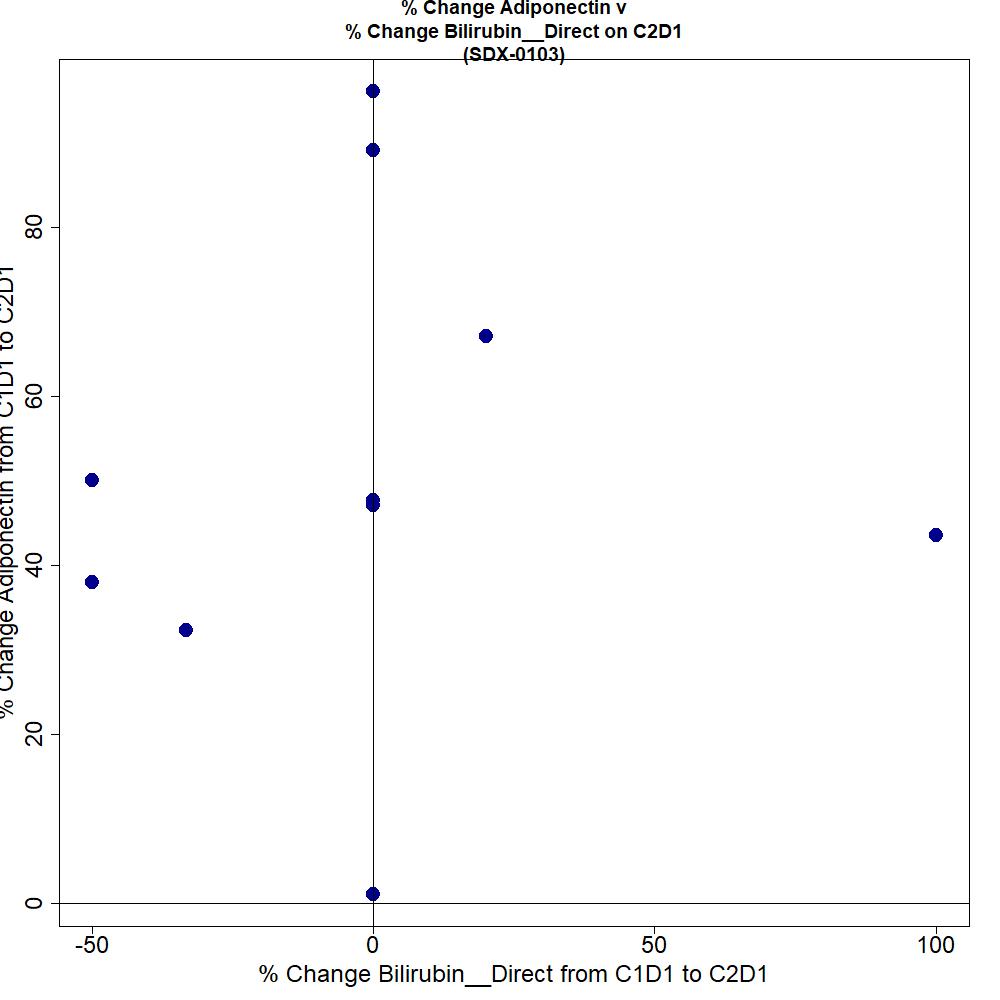 % Change Adiponectin v
% Change Bilirubin__Direct on C2D1
(SDX-0103)
% Change Adiponectin from C1D1 to C2D1
80
60
40
20
0
-50
0
50
100
% Change Bilirubin__Direct from C1D1 to C2D1